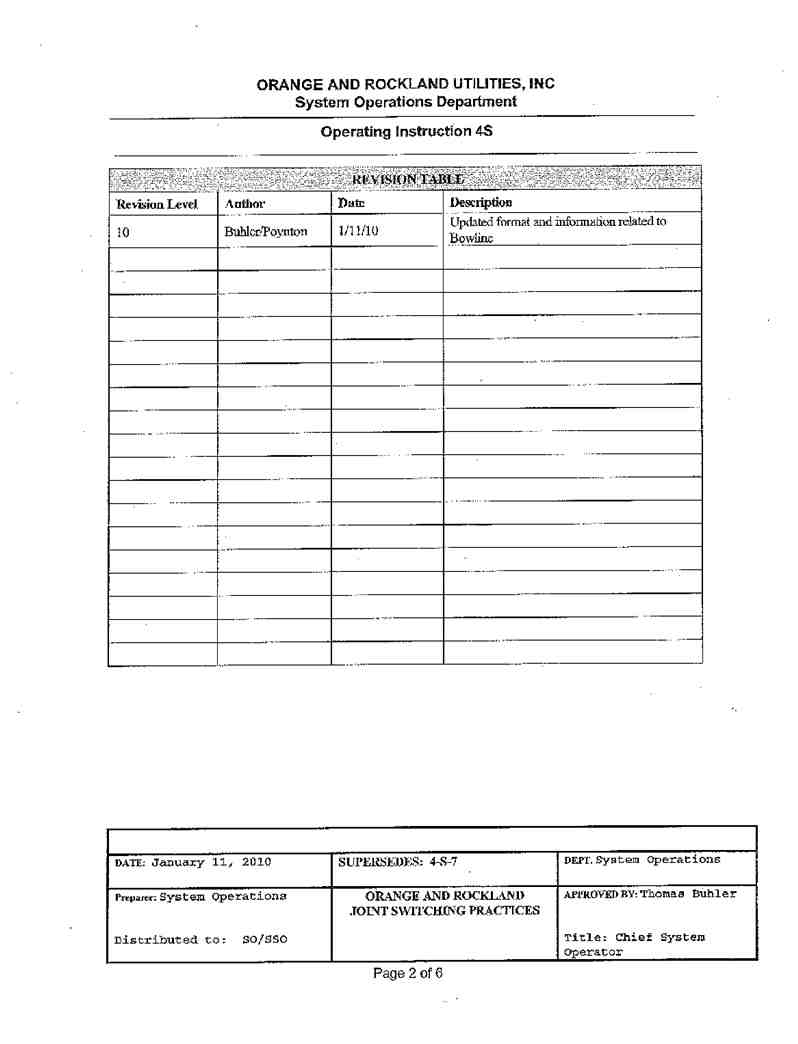 ORANGE AND ROCKLAND UTILITIES, INC
System Operations Department
Operating Instruction 4S
REVISION TABLE
Revision Level Author Date Description
10 Buhler/Poynton 1/11/10 Updated format and information related to
Bowline
DATE: January 11, 2010 SUPERSEDES: 4-S-7 DEPT. System Operations
Preparer: System Operations ORANGE AND ROCKLAND APPROVED BY: Thomas Buhler
JOINT SWITCHING PRACTICES
Distributed to: SO/SSO Title: Chief System
Operator
Page 2 of 6